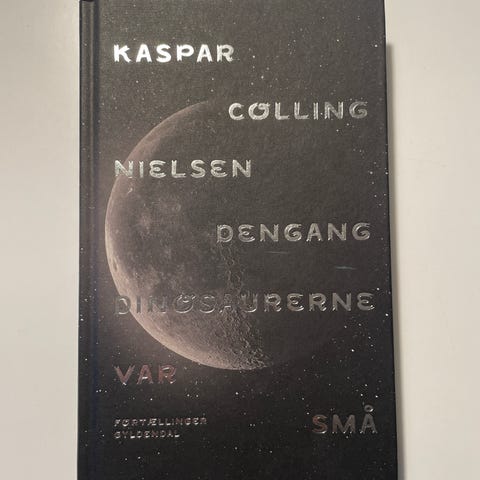 KASPAR
COLLING
NIELSEN
DENGANG
DINOSAURERNE
VAR
SMÅ
FORTÆLLINGER
GYLDENDAL